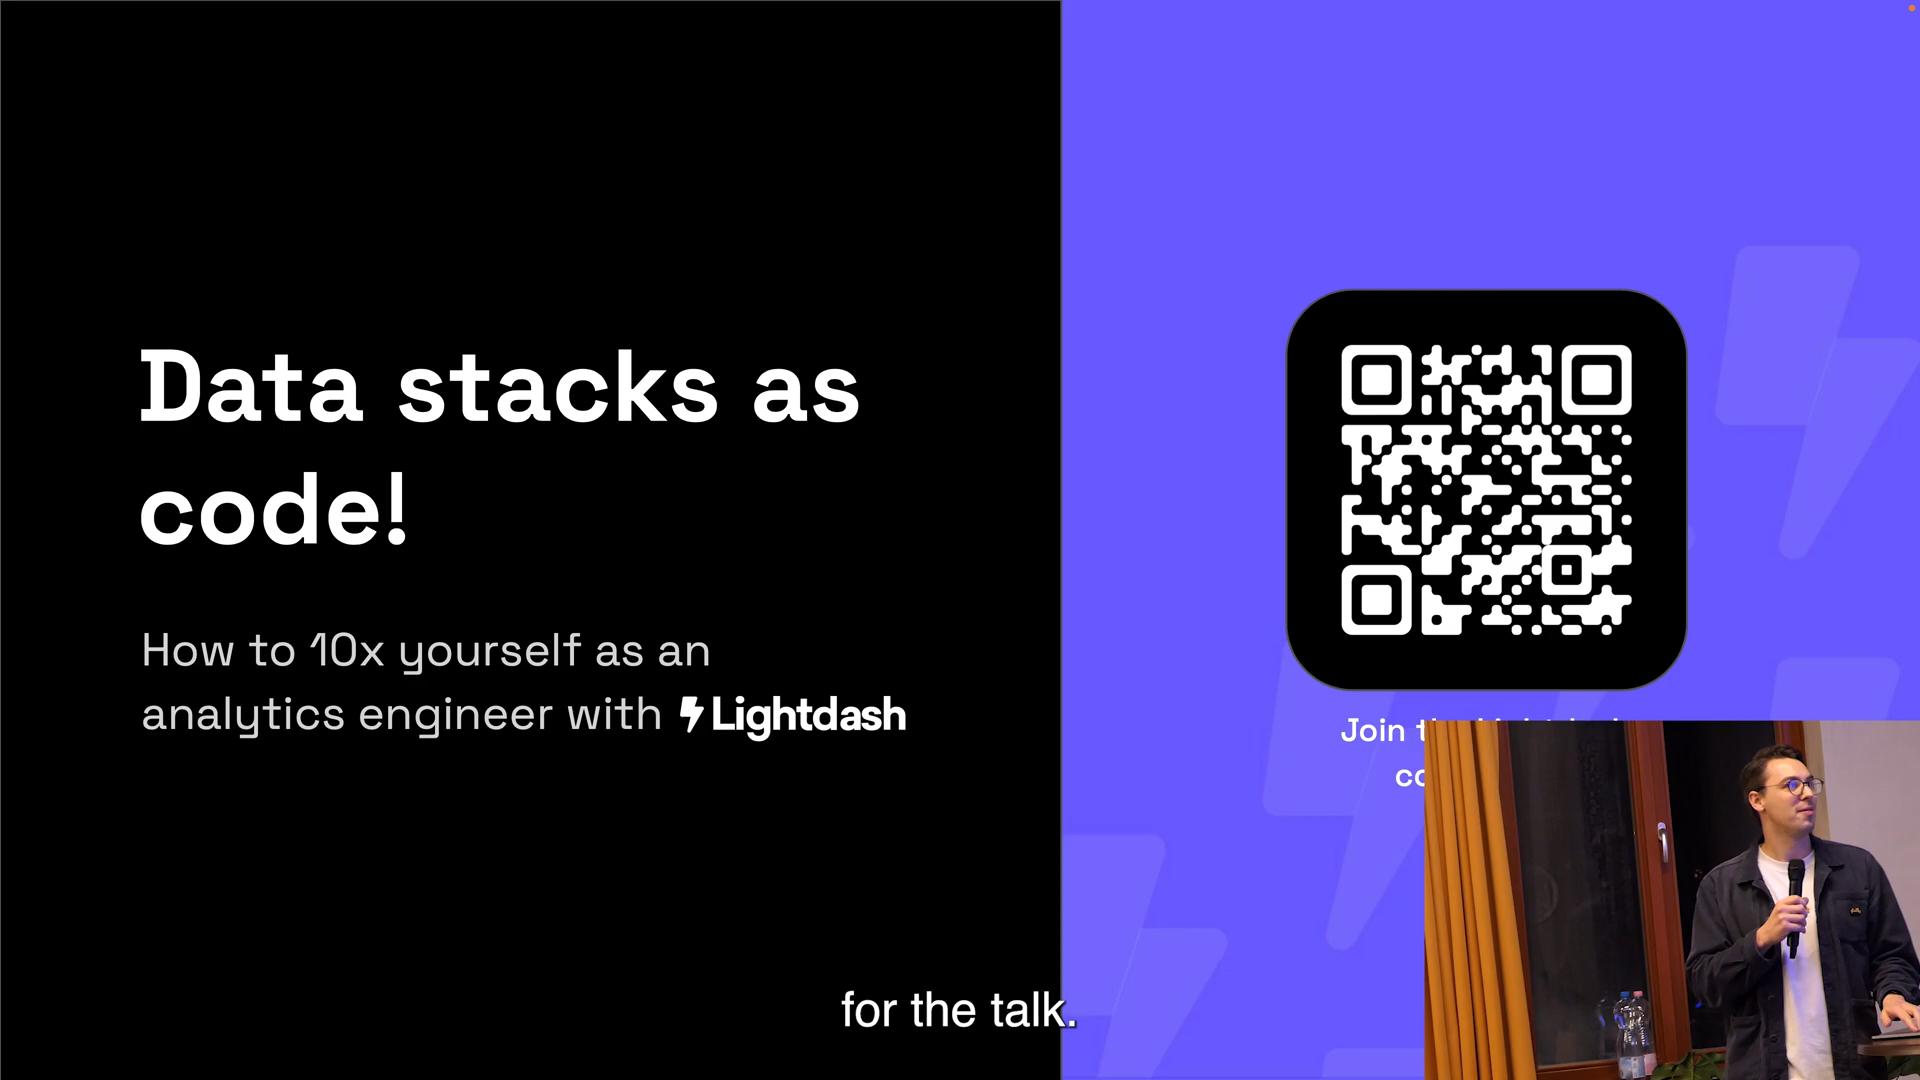 Data stacks as
code!
How to 10x yourself as an
analytics engineer with Lightdash
Join
for the talk.